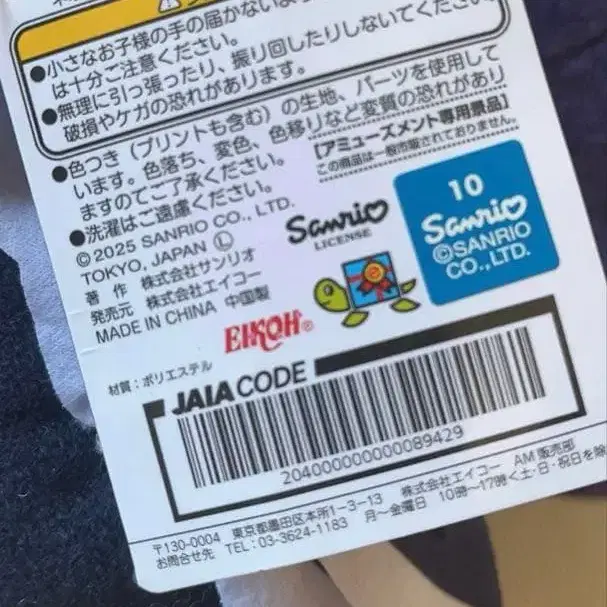 ●小さなお子様の手の届かない
は十分ご注意ください。
●無理に引っ張ったり、振り回したりしないでくださ
破損やケガの恐れがあります。
●色つき（プリントも含む）の生地、パーツを使用して
います。色落ち、変色、色移りなど変質の恐れがあり
ますのでご了承ください。
●洗濯はご遠慮ください。
【アミューズメント専用景品】
この商品は一般市販されておりません。
©2025 SANRIO CO., LTD.
TOKYO, JAPAN Ⓛ
著 作 株式会社サンリオ
発売元 株式会社エイコー
MADE IN CHINA 中国製
Sanrio
LICENSE
10
Sanrio
©SANRIO
CO.,LTD.
EIKOH®
e
材質：ポリエステル
JAIA CODE
2040000000000089429
〒130-0004 東京都墨田区本所1-3-13 株式会社エイコー AM販売部
お問合せ先 TEL：03-3624-1183 月～金曜日 10時～17時く土・日・祝日を除